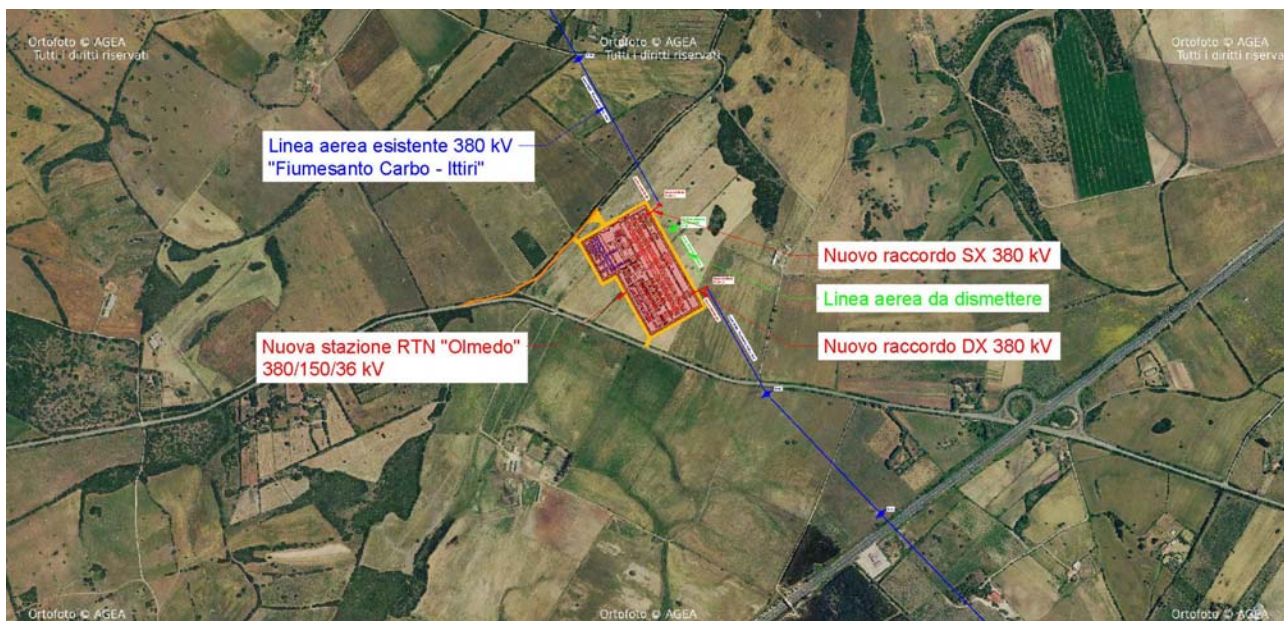 Ortofoto © AGEA
Tutti i diritti riservati
Ortofoto © AGEA
Tutti i diritti riservati
Ortofoto © AGEA
Tutti i diritti riserva
Linea aerea esistente 380 kV
"Fiumesanto Carbo - Ittiri"
Nuovo raccordo SX 380 kV
Linea aerea da dismettere
Nuovo raccordo DX 380 kV
Nuova stazione RTN "Olmedo"
380/150/36 kV
Ortofoto © AGEA
Ortofoto © AGEA
Ortofoto © AGEA